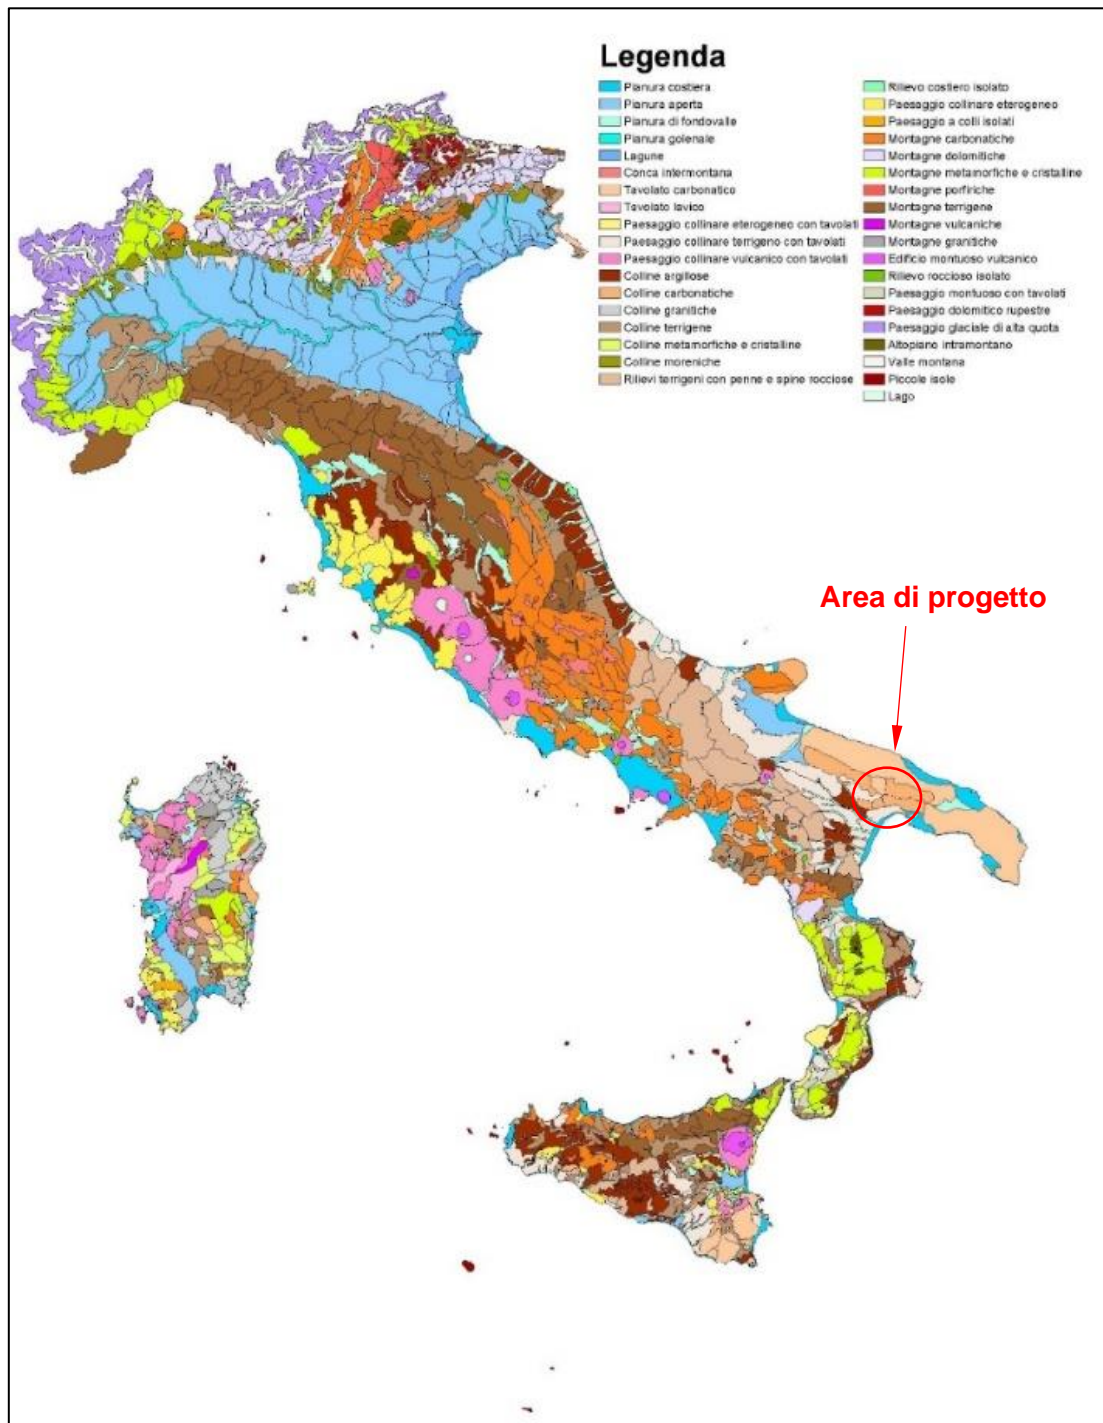 Legenda
Pianura costiera
Pianura aperta
Pianura di fondovalle
Pianura golenale
Lagune
Conca intermontana
Tavolato carbonatico
Tavolato lavico
Paesaggio collinare eterogeneo con tavolati
Paesaggio collinare terrigeno con tavolati
Paesaggio collinare vulcanico con tavolati
Colline argillose
Colline carbonatiche
Colline granitiche
Colline terrigene
Colline metamorfiche e cristalline
Colline moreniche
Rilievi terrigeni con penne e spine rocciose
Rilievo costiero isolato
Paesaggio collinare eterogeneo
Paesaggio a colli isolati
Montagne carbonatiche
Montagne dolomitiche
Montagne metamorfiche e cristalline
Montagne porfiriche
Montagne terrigene
Montagne vulcaniche
Montagne granitiche
Edificio montuoso vulcanico
Rilievo roccioso isolato
Paesaggio montuoso con tavolati
Paesaggio dolomitico rupestre
Paesaggio glaciale di alta quota
Altopiano intramontano
Valle montana
Piccole isole
Lago
Area di progetto